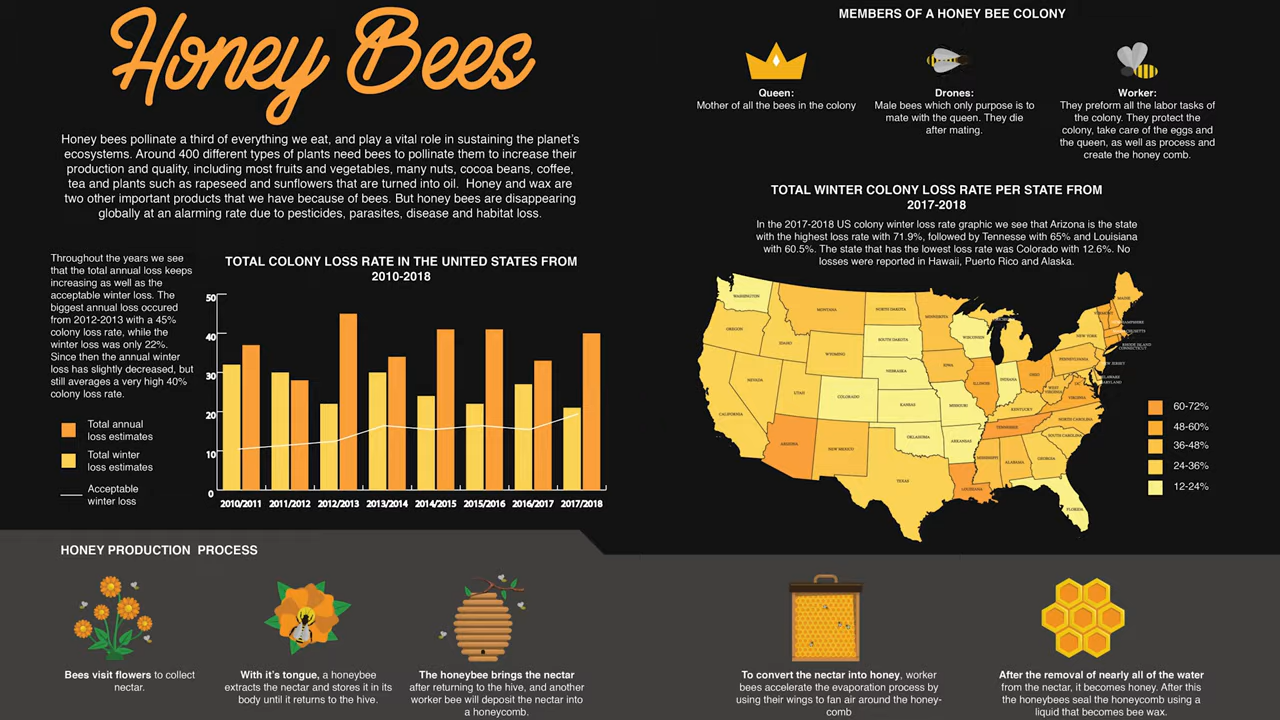 Honey Bees
Honey bees pollinate a third of everything we eat, and play a vital role in sustaining the planet's
ecosystems. Around 400 different types of plants need bees to pollinate them to increase their
production and quality, including most fruits and vegetables, many nuts, cocoa beans, coffee,
tea and plants such as rapeseed and sunflowers that are turned into oil. Honey and wax are
two other important products that we have because of bees. But honey bees are disappearing
globally at an alarming rate due to pesticides, parasites, disease and habitat loss.
Throughout the years we see
that the total annual loss keeps
increasing as well as the
acceptable winter loss. The
biggest annual loss occured
from 2012-2013 with a 45%
colony loss rate, while the
winter loss was only 22%.
Since then the annual winter
loss has slightly decreased, but
still averages a very high 40%
colony loss rate.
Total annual
loss estimates
Total winter
loss estimates
Acceptable
winter loss
TOTAL COLONY LOSS RATE IN THE UNITED STATES FROM
2010-2018
50
40
30
20
10
0
2010/2011 2011/2012 2012/2013 2013/2014 2014/2015 2015/2016 2016/2017 2017/2018
MEMBERS OF A HONEY BEE COLONY
Queen:
Mother of all the bees in the colony
Drones:
Male bees which only purpose is to
mate with the queen. They die
after mating.
Worker:
They preform all the labor tasks of
the colony. They protect the
colony, take care of the eggs and
the queen, as well as process and
create the honey comb.
TOTAL WINTER COLONY LOSS RATE PER STATE FROM
2017-2018
In the 2017-2018 US colony winter loss rate graphic we see that Arizona is the state
with the highest loss rate with 71.9%, followed by Tennesse with 65% and Louisiana
with 60.5%. The state that has the lowest loss rate was Colorado with 12.6%. No
losses were reported in Hawaii, Puerto Rico and Alaska.
WASHINGTON
MONTANA
NORTH DAKOTA
MINNESOTA
MAINE
VERMONT
OREGON
IDAHO
SOUTH DAKOTA
WISCONSIN
NEW YORK
RHODE ISLAND
CONNECTICUT
WYOMING
PENNSYLVANIA
NEW JERSEY
IOWA
NEBRASKA
OHIO
NEVADA
UTAH
COLORADO
ILLINOIS
INDIANA
WEST
VIRGINIA
DC
DELAWARE
MARYLAND
KANSAS
MISSOURI
KENTUCKY
VIRGINIA
CALIFORNIA
NORTH CAROLINA
TENNESSEE
ARIZONA
NEW MEXICO
OKLAHOMA
ARKANSAS
SOUTH CAROLINA
MISSISSIPPI
ALABAMA
GEORGIA
TEXAS
LOUISIANA
FLORIDA
60-72%
48-60%
36-48%
24-36%
12-24%
HONEY PRODUCTION PROCESS
Bees visit flowers to collect
nectar.
With it's tongue, a honeybee
extracts the nectar and stores it in its
body until it returns to the hive.
The honeybee brings the nectar
after returning to the hive, and another
worker bee will deposit the nectar into
a honeycomb.
To convert the nectar into honey, worker
bees accelerate the evaporation process by
using their wings to fan air around the honey-
comb
After the removal of nearly all of the water
from the nectar, it becomes honey. After this
the honeybees seal the honeycomb using a
liquid that becomes bee wax.